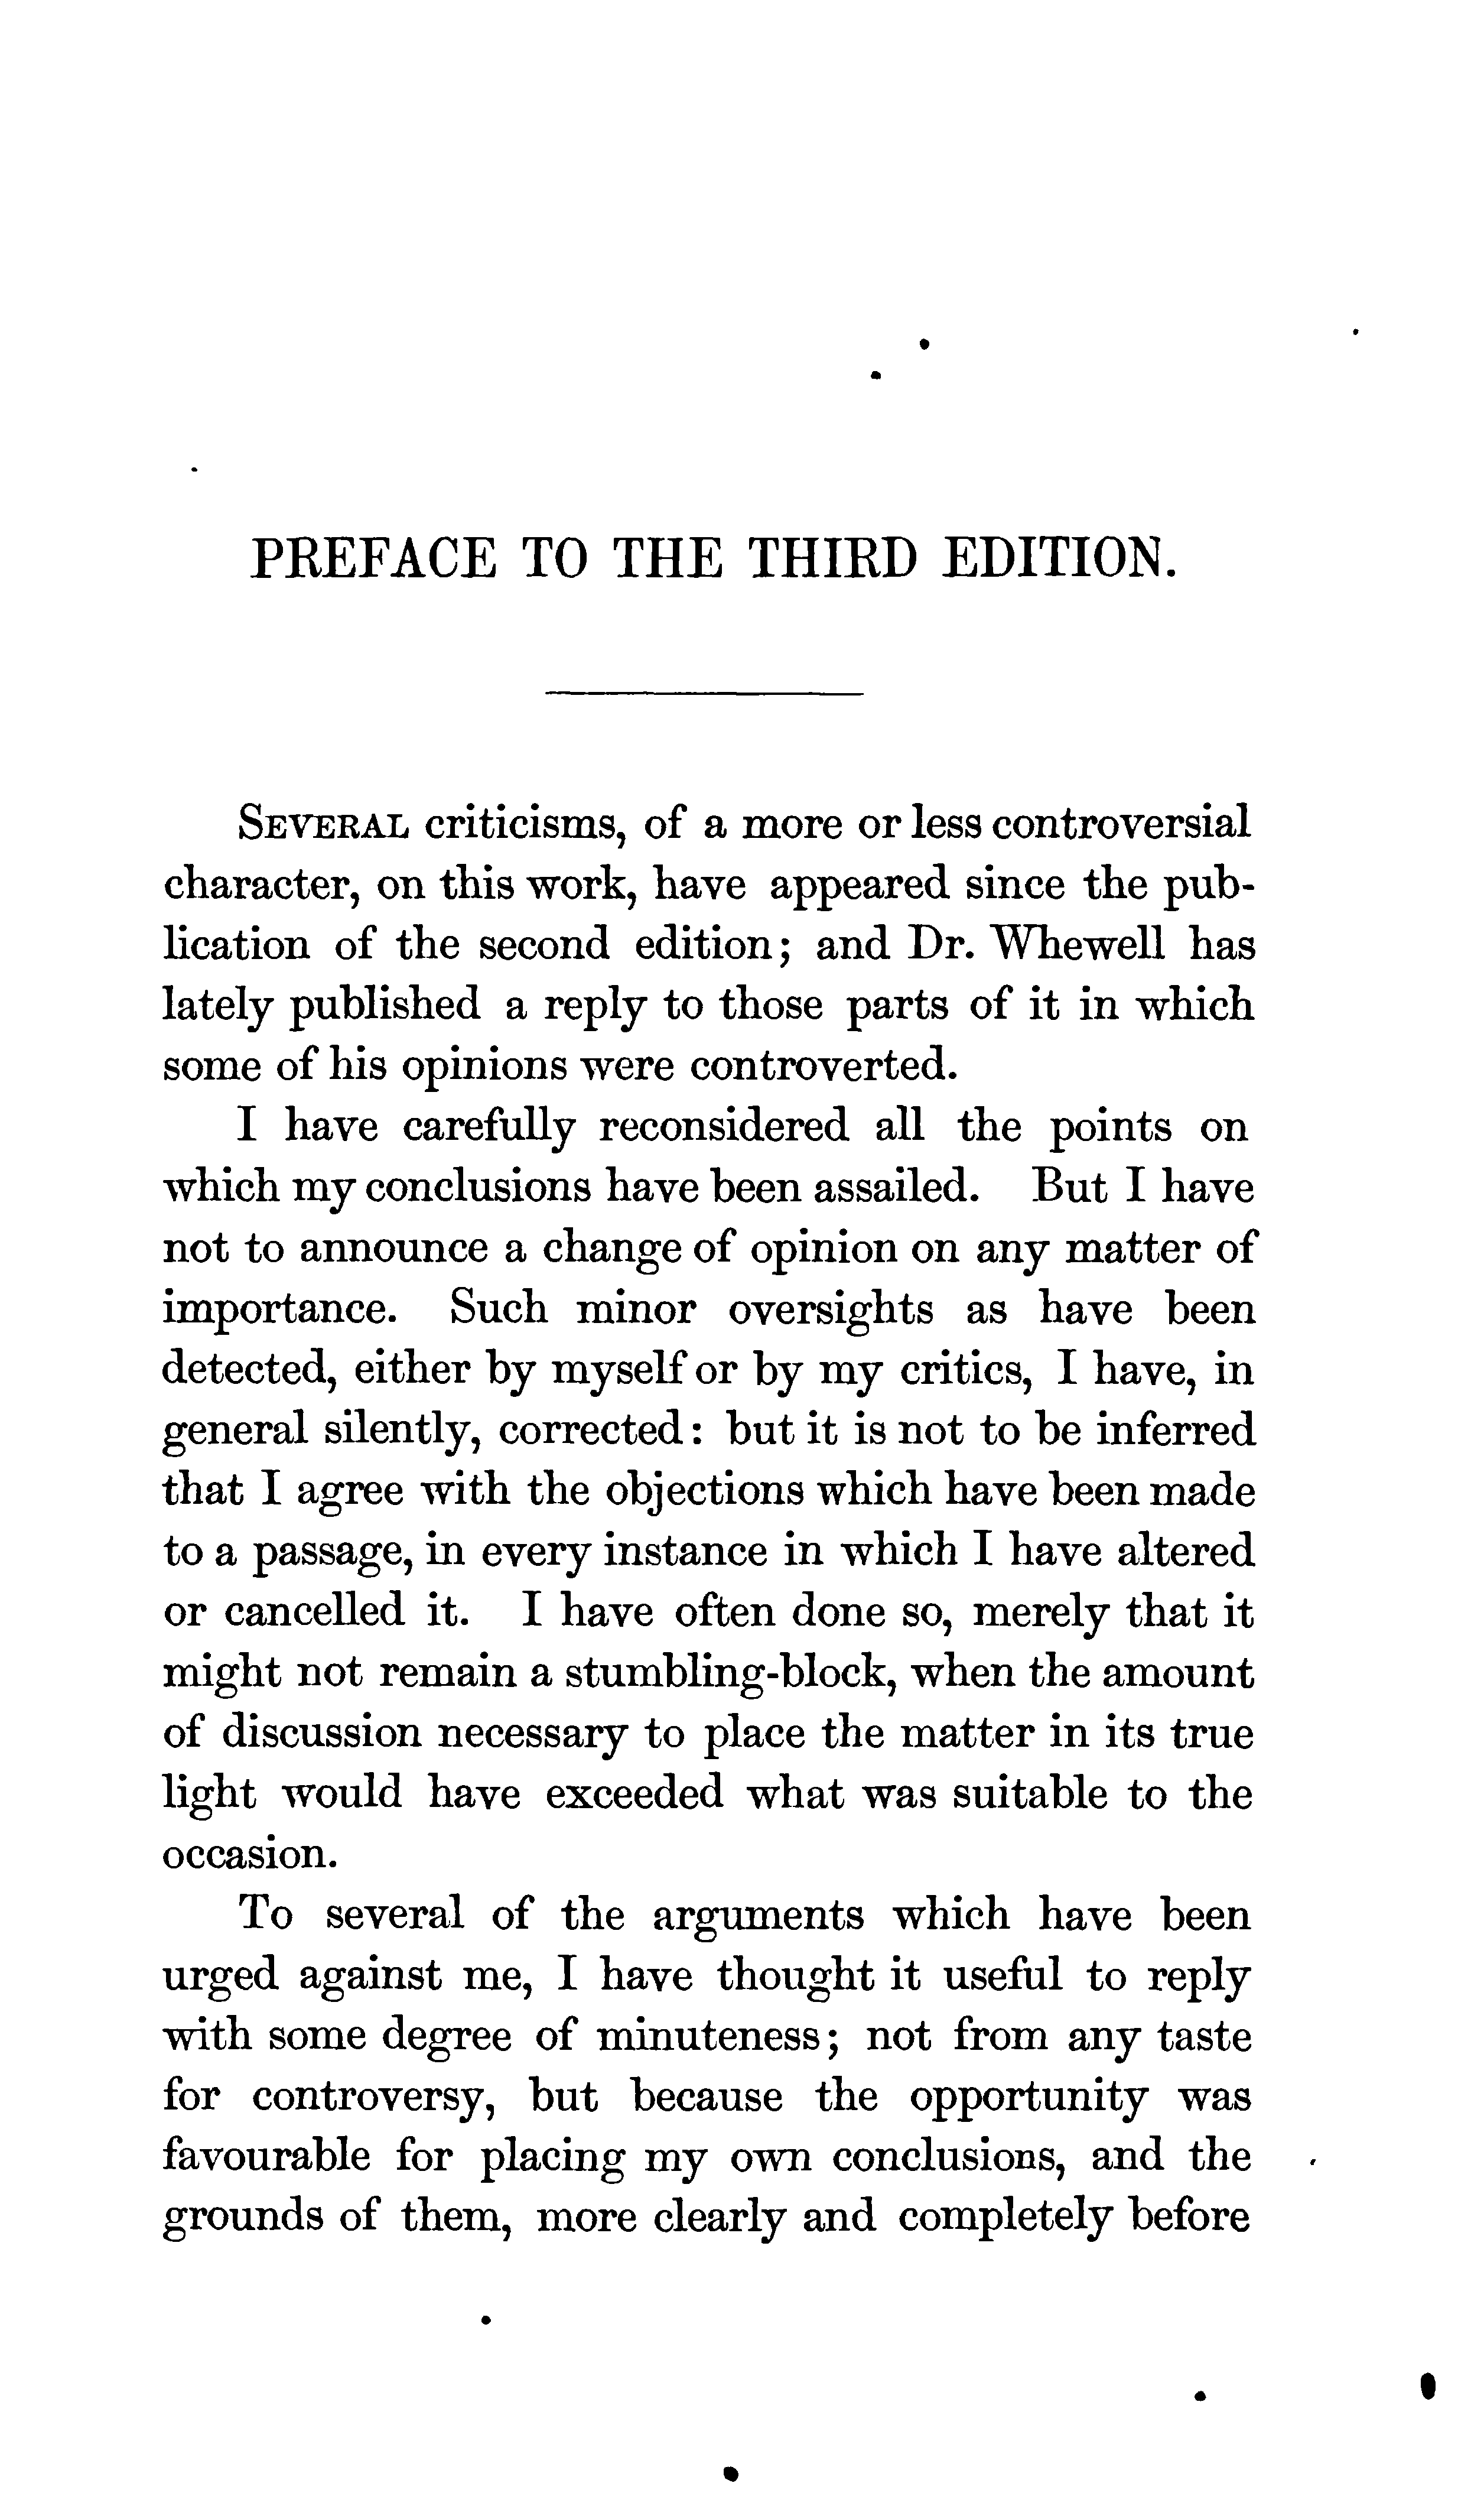 PREFACE TO THE THIRD EDITION.
Several criticisms, of a more or less controversial
character, on this work, have appeared since the pub-
lication of the second edition; and Dr. Whewell has
lately published a reply to those parts of it in which
some of his opinions were controverted.
I have carefully reconsidered all the points on
which my conclusions have been assailed. But I have
not to announce a change of opinion on any matter of
importance. Such minor oversights as have been
detected, either by myself or by my critics, I have, in
general silently, corrected: but it is not to be inferred
that I agree with the objections which have been made
to a passage, in every instance in which I have altered
or cancelled it. I have often done so, merely that it
might not remain a stumbling-block, when the amount
of discussion necessary to place the matter in its true
light would have exceeded what was suitable to the
occasion.
To several of the arguments which have been
urged against me, I have thought it useful to reply
with some degree of minuteness; not from any taste
for controversy, but because the opportunity was
favourable for placing my own conclusions, and the
grounds of them, more clearly and completely before